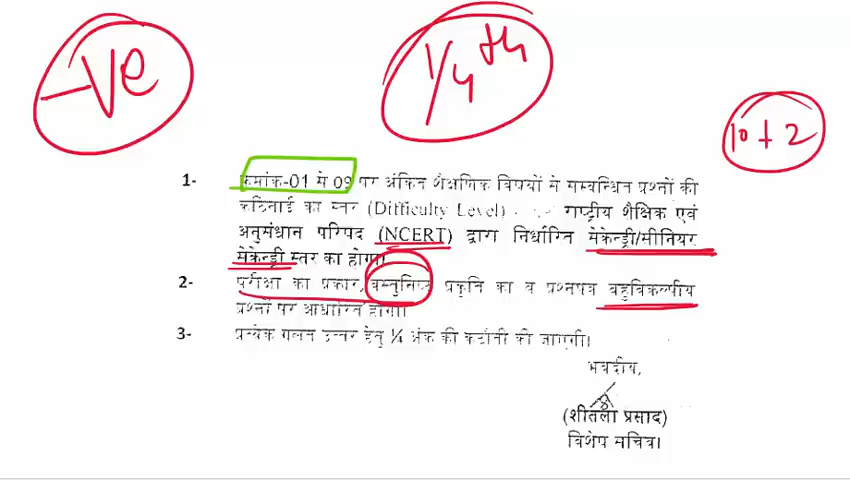 -ve
1/4th
10+2
1- क्रमांक-01 से 09 पर अंकित शैक्षणिक विषयों से सम्बन्धित प्रश्नों की
कठिनाई का स्तर (Difficulty Level) राष्ट्रीय शैक्षिक एवं
अनुसंधान परिषद (NCERT) द्वारा निर्धारित सेकेन्ड्री/सीनियर
सेकेन्ड्री स्तर का होगा।
2- परीक्षा का प्रकार, वस्तुनिष्ठ प्रकृति का व प्रश्नपत्र बहुविकल्पीय
प्रश्नों पर आधारित होगा।
3- प्रत्येक गलत उत्तर हेतु ¼ अंक की कटौती की जाएगी।
भवदीय,
(शीतला प्रसाद)
विशेष सचिव।